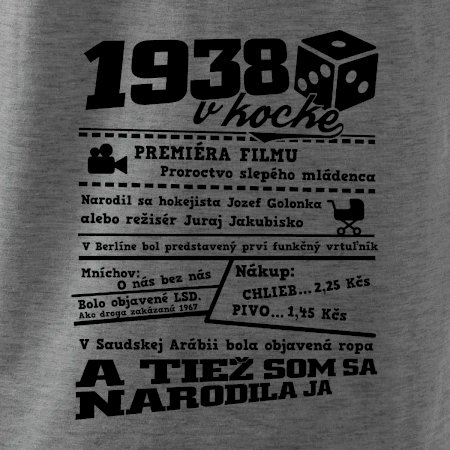 1938
v kocke
PREMIÉRA FILMU
Proroctvo slepého mládenca
Narodil sa hokejista Jozef Golonka
alebo režisér Juraj Jakubisko
V Berlíne bol predstavený prví funkčný vrtuľník
Mníchov:
O nás bez nás
Bolo objavené LSD.
Ako droga zakázaná 1967
Nákup:
CHLIEB... 2,25 Kčs
PIVO... 1,45 Kčs
V Saudskej Arábii bola objavená ropa
A TIEŽ SOM SA
NARODILA JA